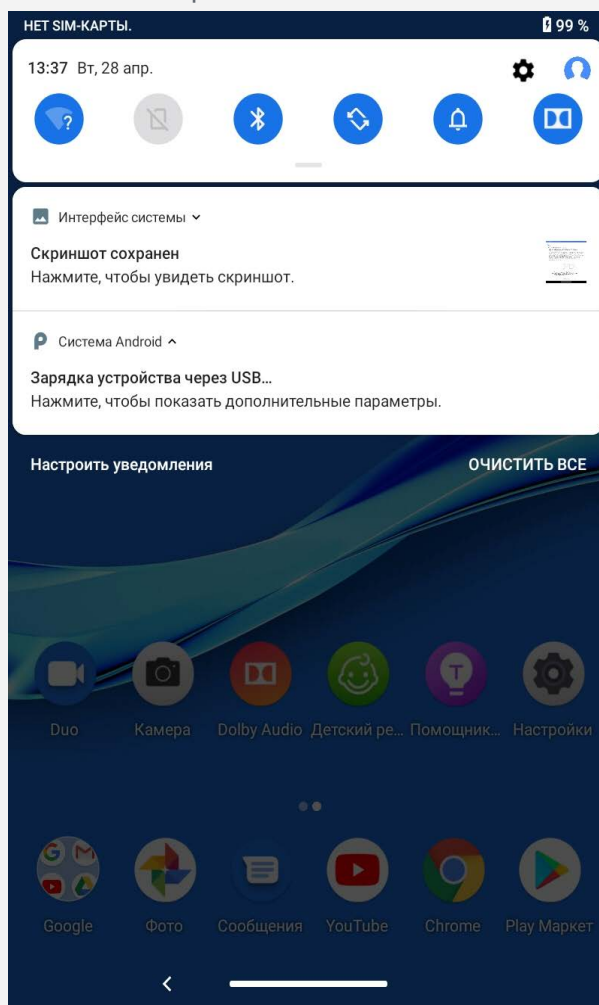 НЕТ SIM-КАРТЫ. 99 %
13:37 Вт, 28 апр.
Интерфейс системы
Скриншот сохранен
Нажмите, чтобы увидеть скриншот.
Система Android
Зарядка устройства через USB...
Нажмите, чтобы показать дополнительные параметры.
Настроить уведомления ОЧИСТИТЬ ВСЕ
Duo Камера Dolby Audio Детский ре... Помощник... Настройки
Google Фото Сообщения YouTube Chrome Play Маркет